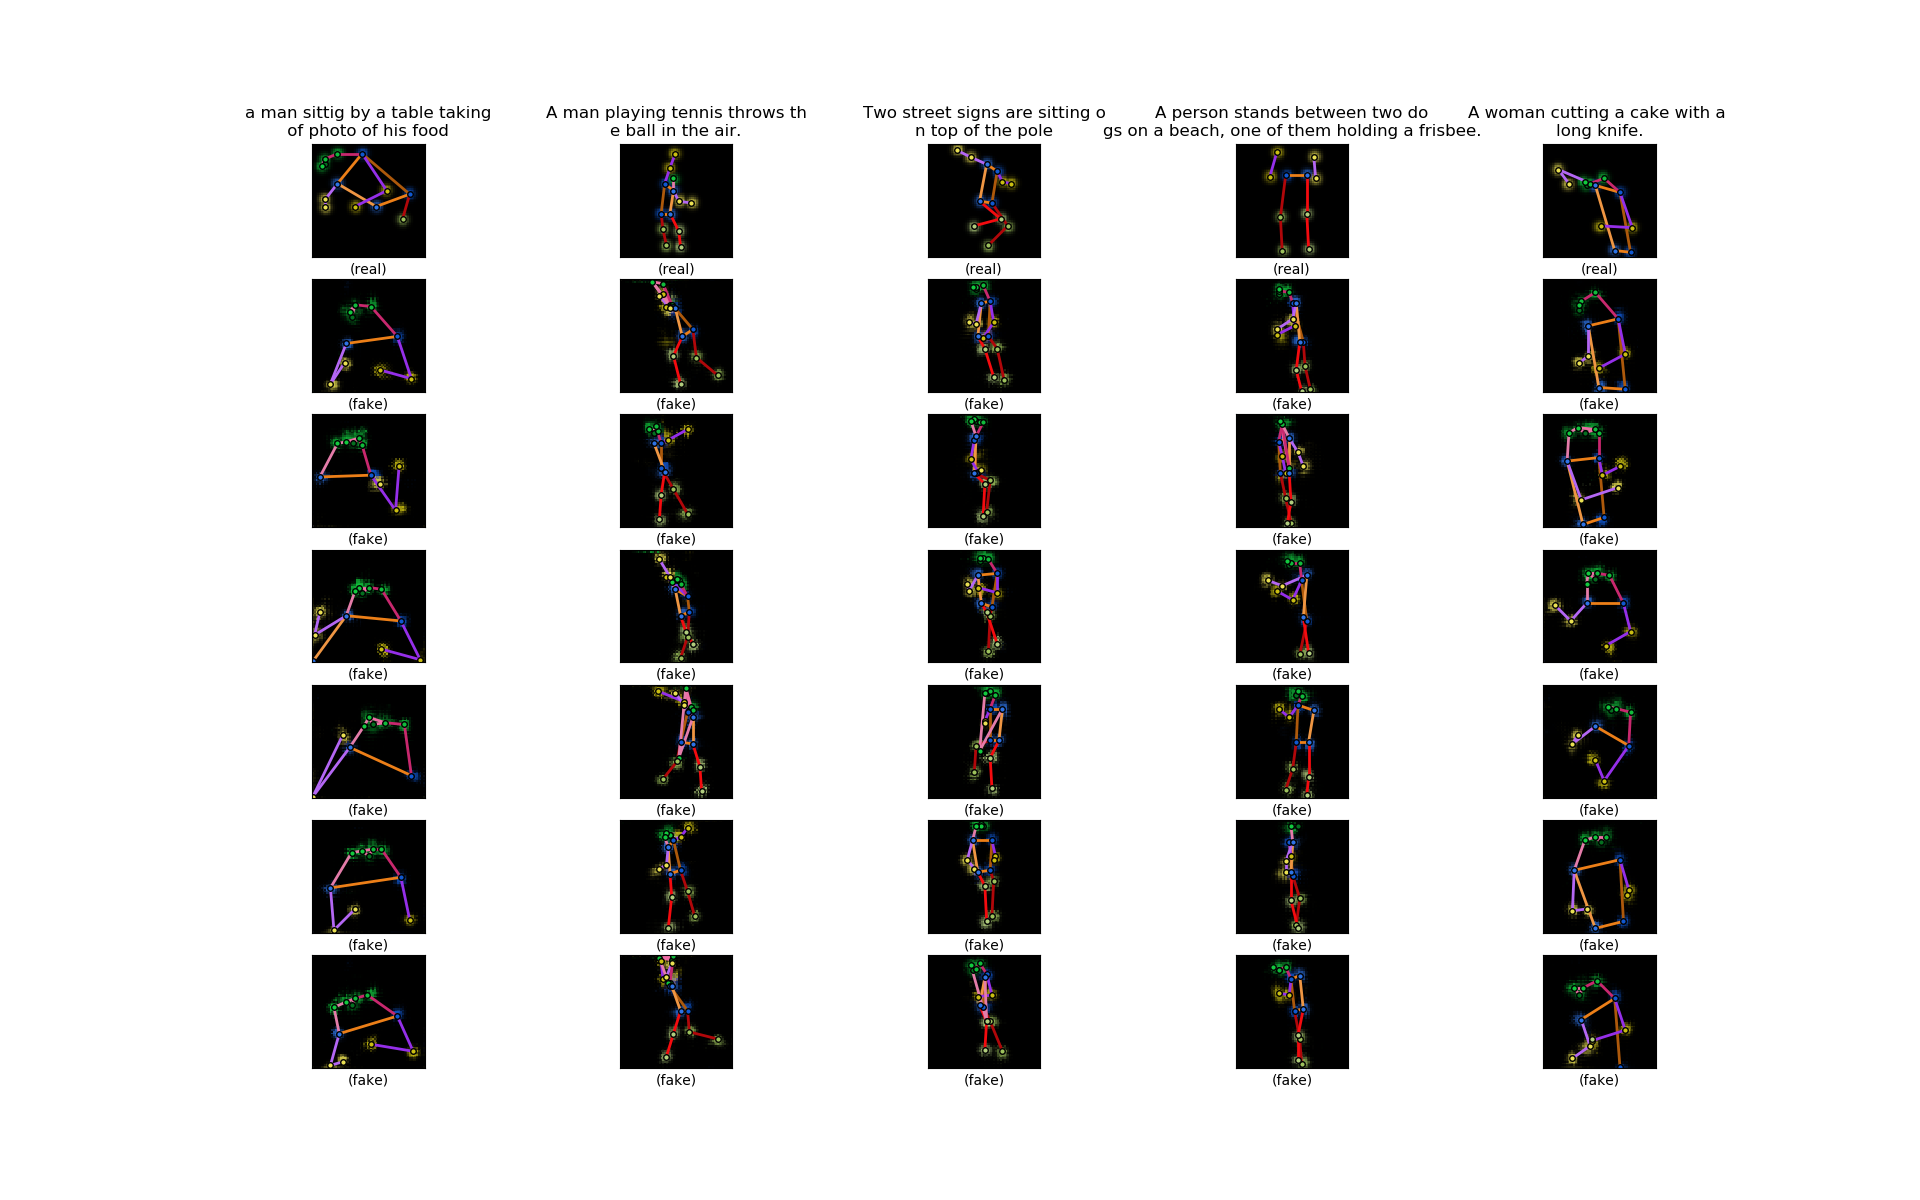 a man sittig by a table taking
of photo of his food
A man playing tennis throws th
e ball in the air.
Two street signs are sitting o
n top of the pole
A person stands between two do
gs on a beach, one of them holding a frisbee.
A woman cutting a cake with a
long knife.
(real) (real) (real) (real) (real)
(fake) (fake) (fake) (fake) (fake)
(fake) (fake) (fake) (fake) (fake)
(fake) (fake) (fake) (fake) (fake)
(fake) (fake) (fake) (fake) (fake)
(fake) (fake) (fake) (fake) (fake)
(fake) (fake) (fake) (fake) (fake)